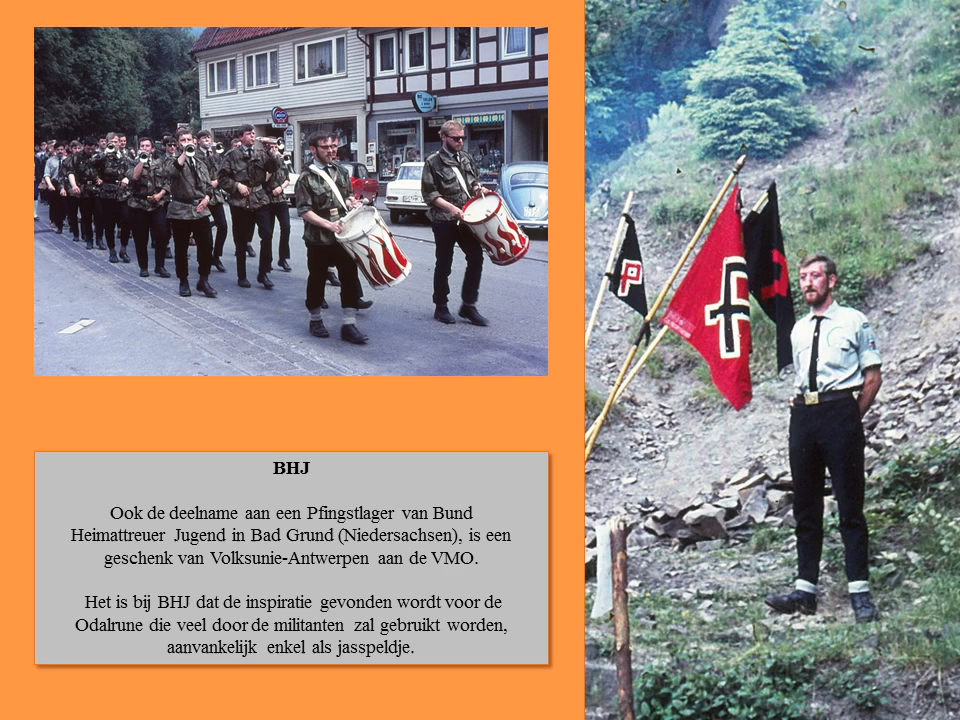 BHJ
Ook de deelname aan een Pfingstlager van Bund
Heimattreuer Jugend in Bad Grund (Niedersachsen), is een
geschenk van Volksunie-Antwerpen aan de VMO.
Het is bij BHJ dat de inspiratie gevonden wordt voor de
Odalrune die veel door de militanten zal gebruikt worden,
aanvankelijk enkel als jasspeldje.
P